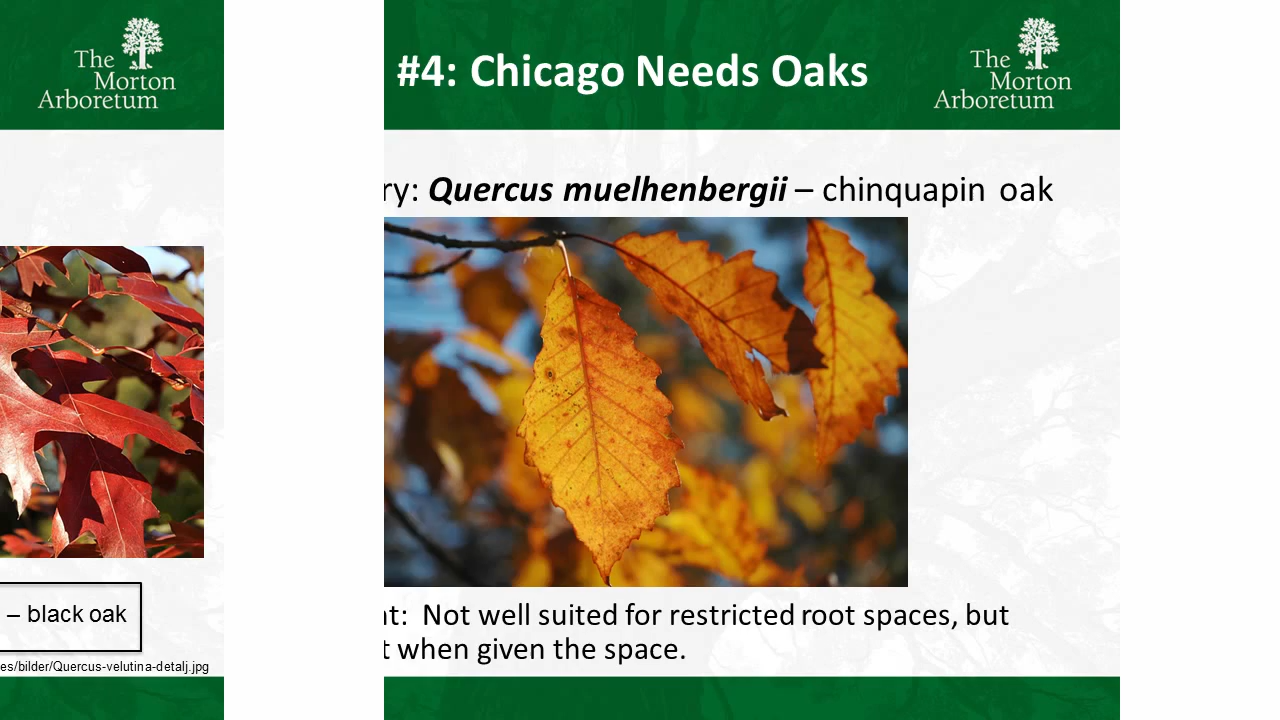 The
Morton
Arboretum
– black oak
es/bilder/Quercus-velutina-detalj.jpg
#4: Chicago Needs Oaks
The
Morton
Arboretum
ry: Quercus muelhenbergii – chinquapin oak
t: Not well suited for restricted root spaces, but
t when given the space.